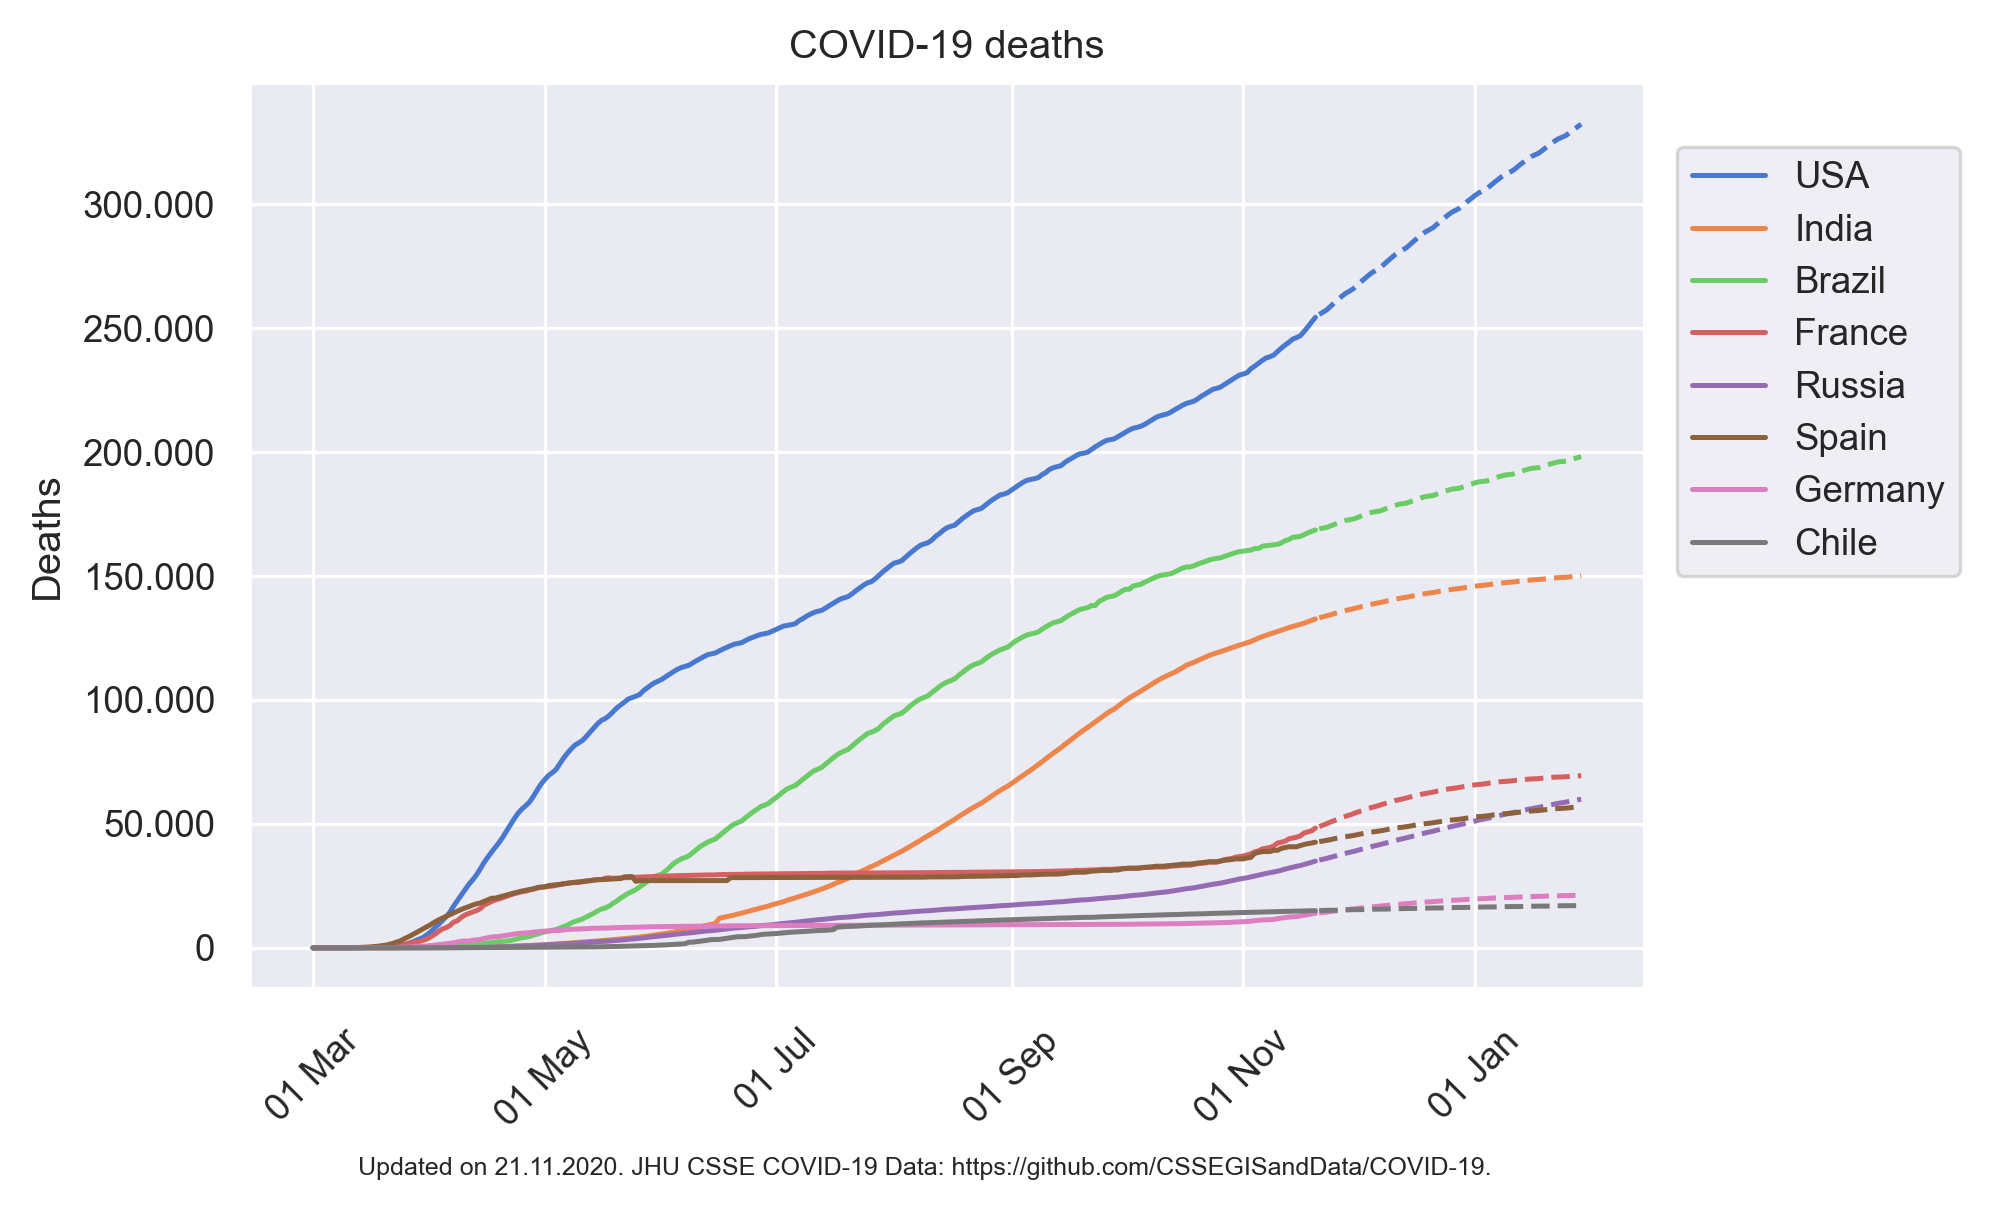 COVID-19 deaths
300.000
250.000
200.000
150.000
100.000
50.000
0
Deaths
01 Mar
01 May
01 Jul
01 Sep
01 Nov
01 Jan
USA
India
Brazil
France
Russia
Spain
Germany
Chile
Updated on 21.11.2020. JHU CSSE COVID-19 Data: https://github.com/CSSEGISandData/COVID-19.